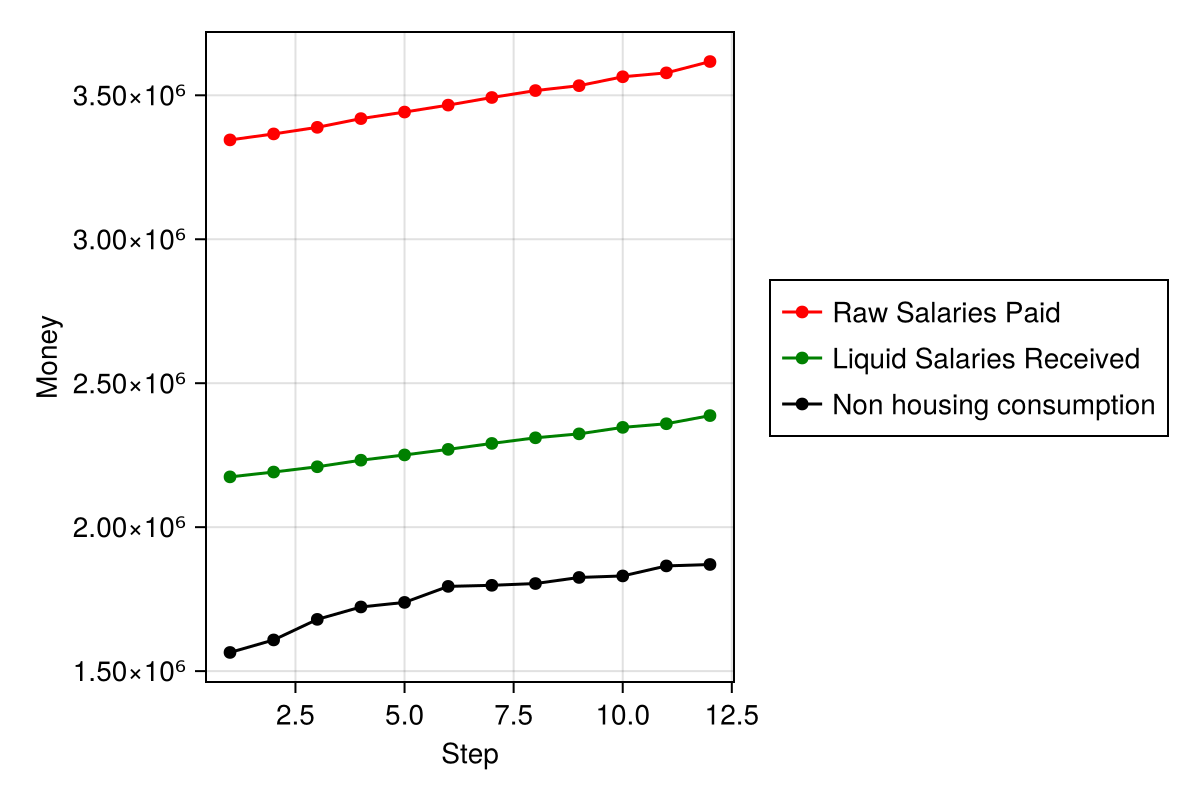 3.50×10⁶
3.00×10⁶
2.50×10⁶
2.00×10⁶
1.50×10⁶
Money
2.5 5.0 7.5 10.0 12.5
Step
Raw Salaries Paid
Liquid Salaries Received
Non housing consumption